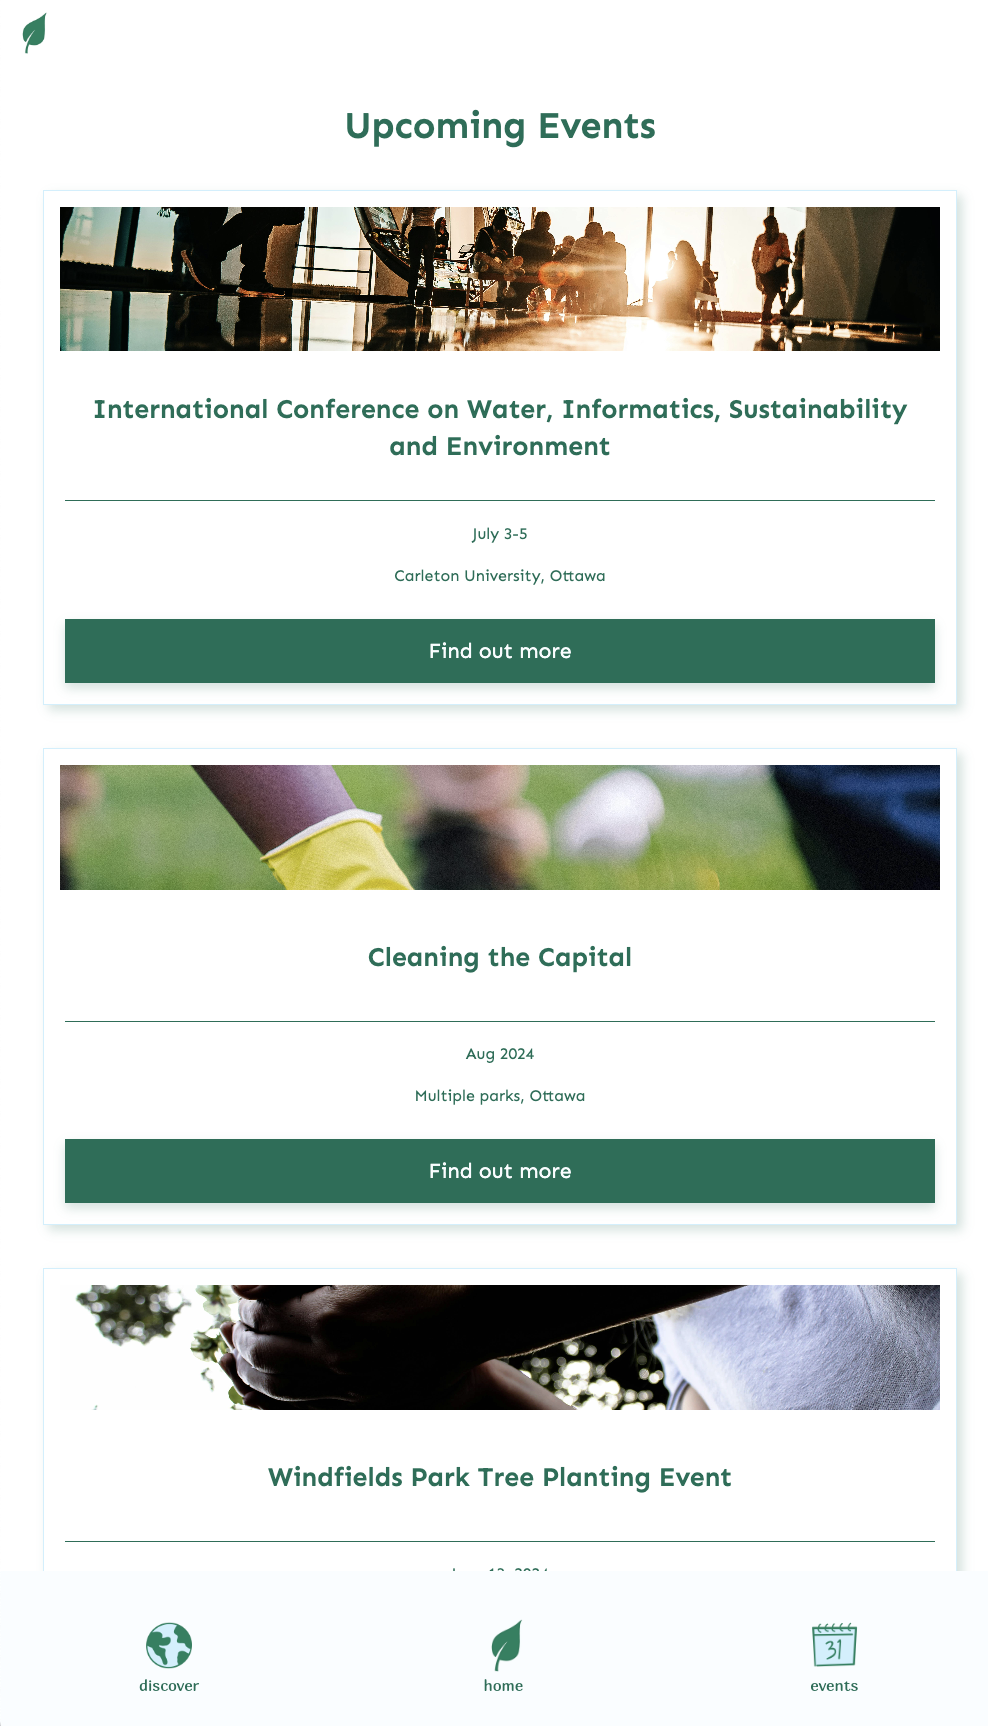 Upcoming Events
International Conference on Water, Informatics, Sustainability
and Environment
July 3-5
Carleton University, Ottawa
Find out more
Cleaning the Capital
Aug 2024
Multiple parks, Ottawa
Find out more
Windfields Park Tree Planting Event
31
discover
home
events